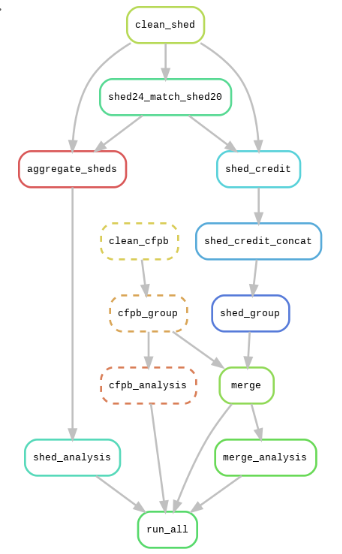 clean_shed
shed24_match_shed20
aggregate_sheds
shed_credit
clean_cfpb
shed_credit_concat
cfpb_group
shed_group
cfpb_analysis
merge
shed_analysis
merge_analysis
run_all